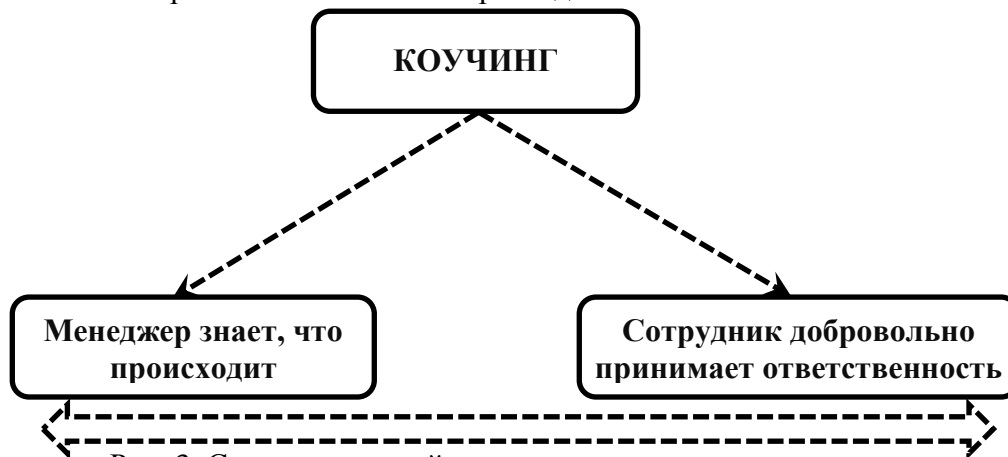 КОУЧИНГ
Менеджер знает, что
происходит
Сотрудник добровольно
принимает ответственность